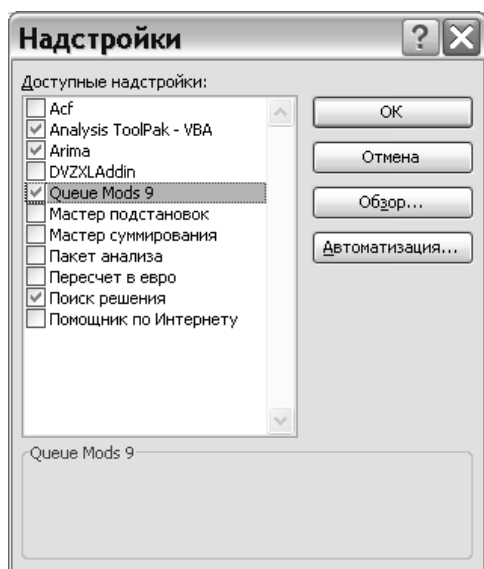 Надстройки
Доступные надстройки:
Acf
Analysis ToolPak - VBA
Arima
DVZXLAddin
Queue Mods 9
Мастер подстановок
Мастер суммирования
Пакет анализа
Пересчет в евро
Поиск решения
Помощник по Интернету
ОК
Отмена
Обзор...
Автоматизация...
Queue Mods 9